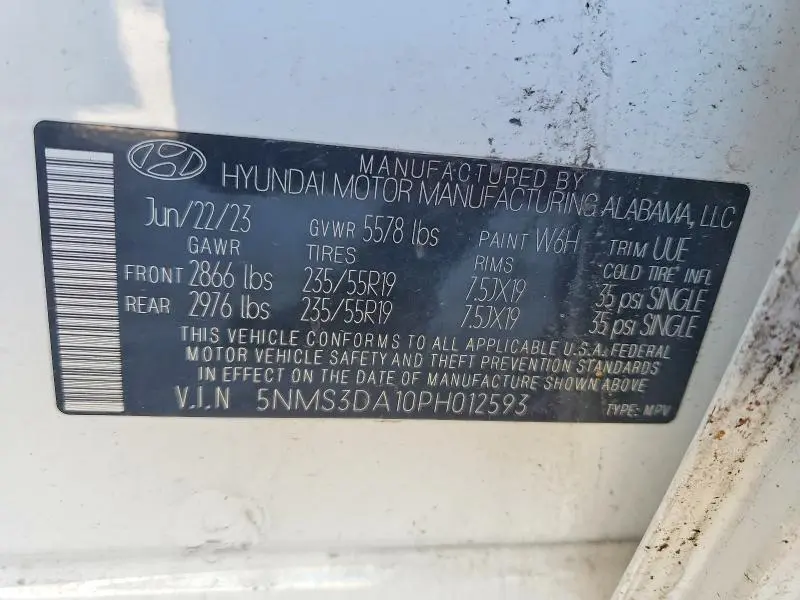 MANUFACTURED BY
HYUNDAI MOTOR MANUFACTURING ALABAMA, LLC
Jun/22/23 GVWR 5578 lbs PAINT W6H TRIM UUE
GAWR TIRES RIMS COLD TIRE INFL
FRONT 2866 lbs 235/55R19 7.5JX19 35 psi SINGLE
REAR 2976 lbs 235/55R19 7.5JX19 35 psi SINGLE
THIS VEHICLE CONFORMS TO ALL APPLICABLE U.S.A. FEDERAL
MOTOR VEHICLE SAFETY AND THEFT PREVENTION STANDARDS
IN EFFECT ON THE DATE OF MANUFACTURE SHOWN ABOVE
V.I.N 5NMS3DA10PH012593 TYPE: MPV